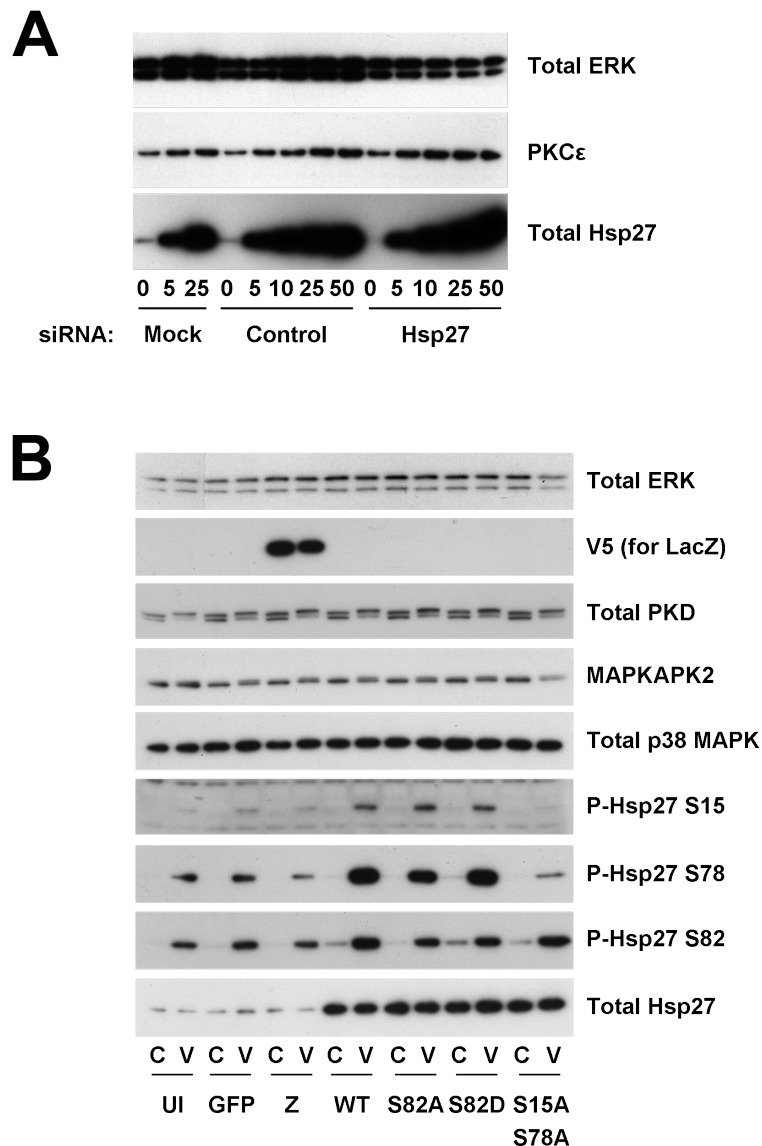 A
Total ERK
PKCε
Total Hsp27
0 5 25 0 5 10 25 50 0 5 10 25 50
siRNA: Mock Control Hsp27
B
Total ERK
V5 (for LacZ)
Total PKD
MAPKAPK2
Total p38 MAPK
P-Hsp27 S15
P-Hsp27 S78
P-Hsp27 S82
Total Hsp27
C V C V C V C V C V C V C V
UI GFP Z WT S82A S82D S15A
S78A